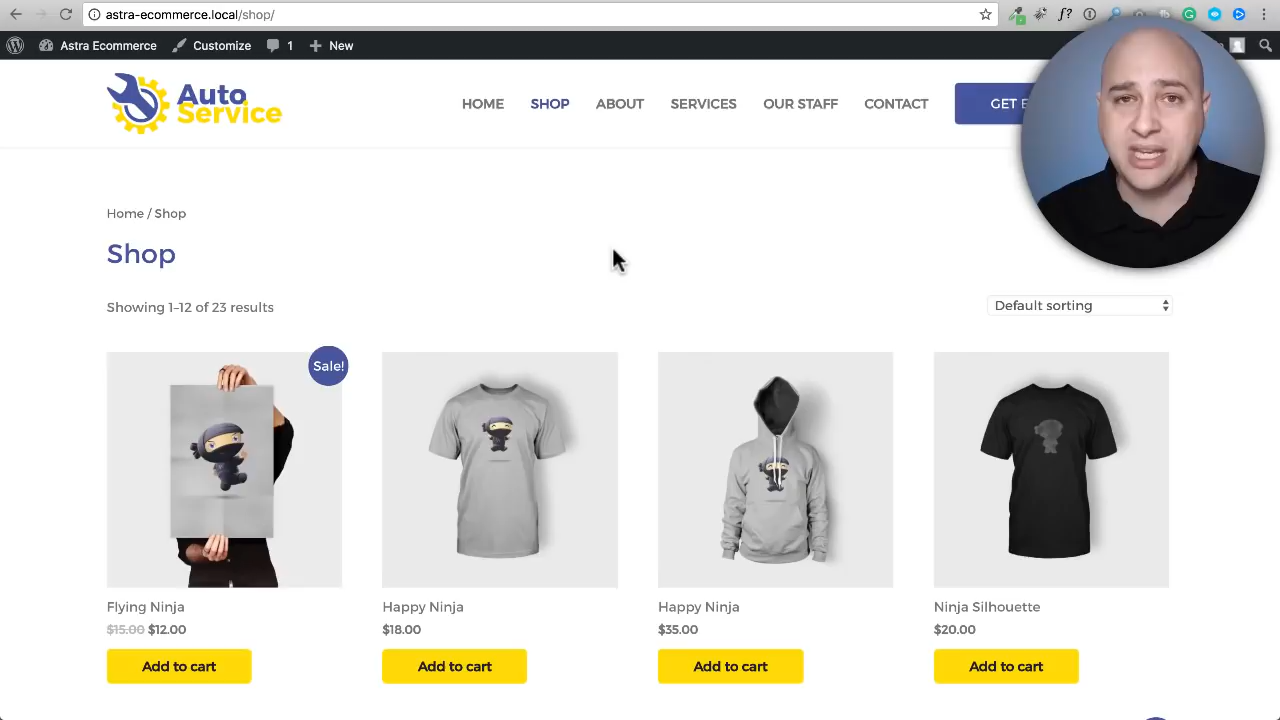 astra-ecommerce.local/shop/
Astra Ecommerce Customize 1 New
Auto
Service
HOME SHOP ABOUT SERVICES OUR STAFF CONTACT GET
Home / Shop
Shop
Showing 1–12 of 23 results
Default sorting
Sale!
Flying Ninja
$15.00 $12.00
Add to cart
Happy Ninja
$18.00
Add to cart
Happy Ninja
$35.00
Add to cart
Ninja Silhouette
$20.00
Add to cart